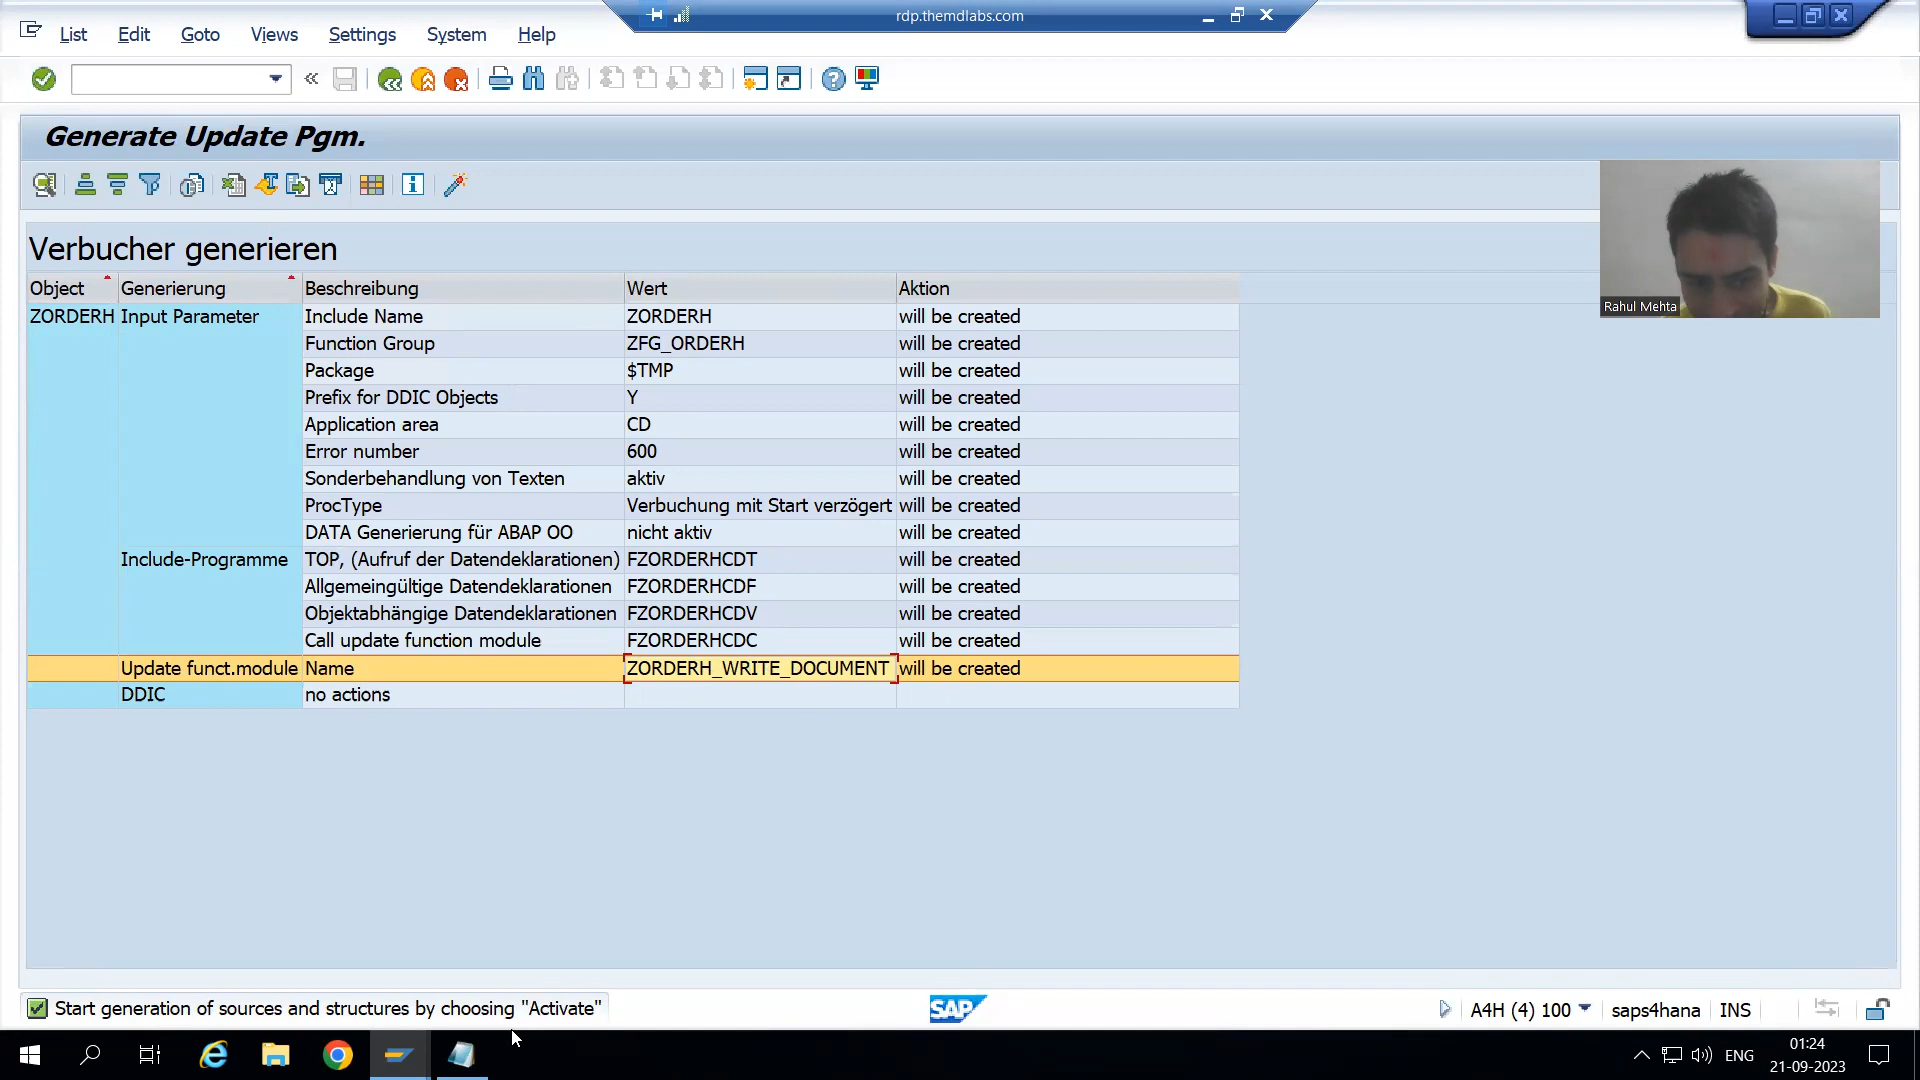 rdp.themdlabs.com
List Edit Goto Views Settings System Help
Generate Update Pgm.
Rahul Mehta
Verbucher generieren
Object Generierung Beschreibung Wert Aktion
ZORDERH Input Parameter Include Name ZORDERH will be created
Function Group ZFG_ORDERH will be created
Package $TMP will be created
Prefix for DDIC Objects Y will be created
Application area CD will be created
Error number 600 will be created
Sonderbehandlung von Texten aktiv will be created
ProcType Verbuchung mit Start verzögert will be created
DATA Generierung für ABAP OO nicht aktiv will be created
Include-Programme TOP, (Aufruf der Datendeklarationen) FZORDERHCDT will be created
Allgemeingültige Datendeklarationen FZORDERHCDF will be created
Objektabhängige Datendeklarationen FZORDERHCDV will be created
Call update function module FZORDERHCDC will be created
Update funct.module Name ZORDERH_WRITE_DOCUMENT will be created
DDIC no actions
Start generation of sources and structures by choosing "Activate"
SAP
A4H (4) 100 saps4hana INS
ENG
01:24
21-09-2023